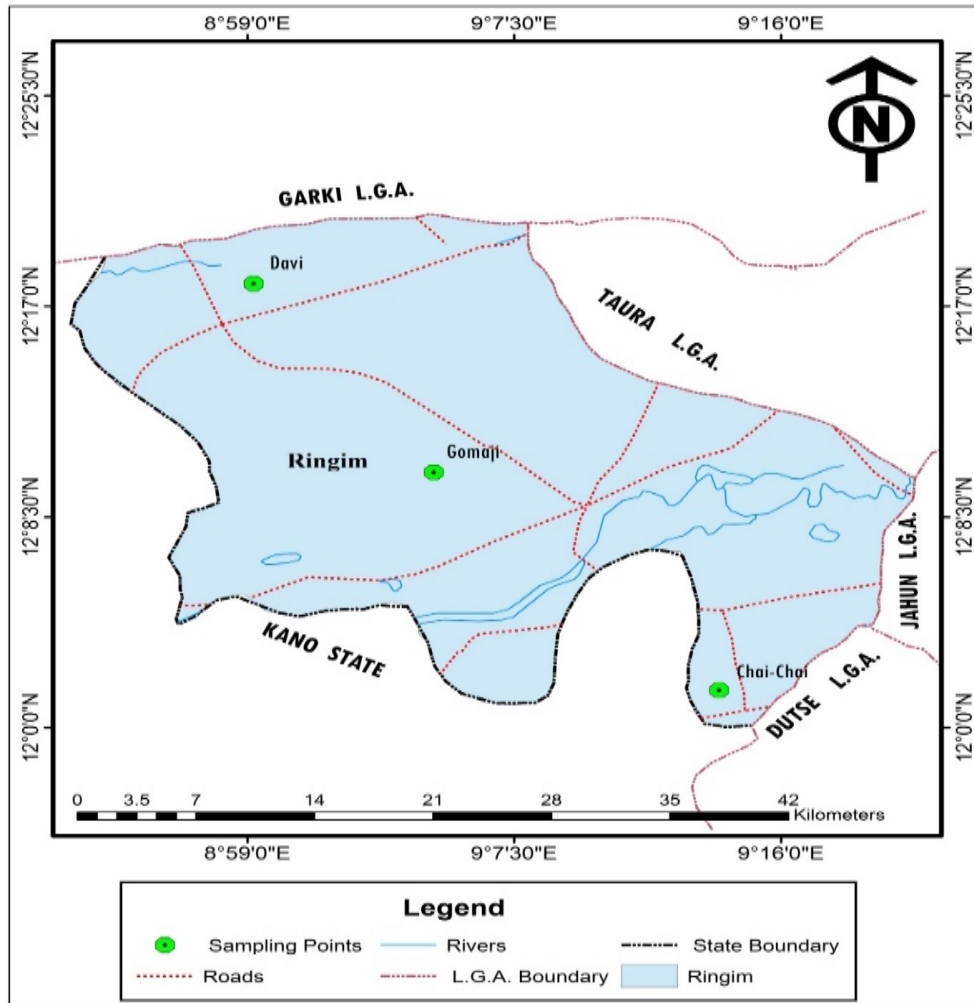 8°59'0"E 9°7'30"E 9°16'0"E
12°25'30"N 12°25'30"N
N
GARKI L.G.A.
Davi
12°17'0"N 12°17'0"N
TAURA L.G.A.
Ringim
Gomaji
12°8'30"N 12°8'30"N
JAHUN L.G.A.
KANO STATE
Chai-Chai
DUTSE L.G.A.
12°0'0"N 12°0'0"N
0 3.5 7 14 21 28 35 42
Kilometers
8°59'0"E 9°7'30"E 9°16'0"E
Legend
Sampling Points Rivers State Boundary
Roads L.G.A. Boundary Ringim